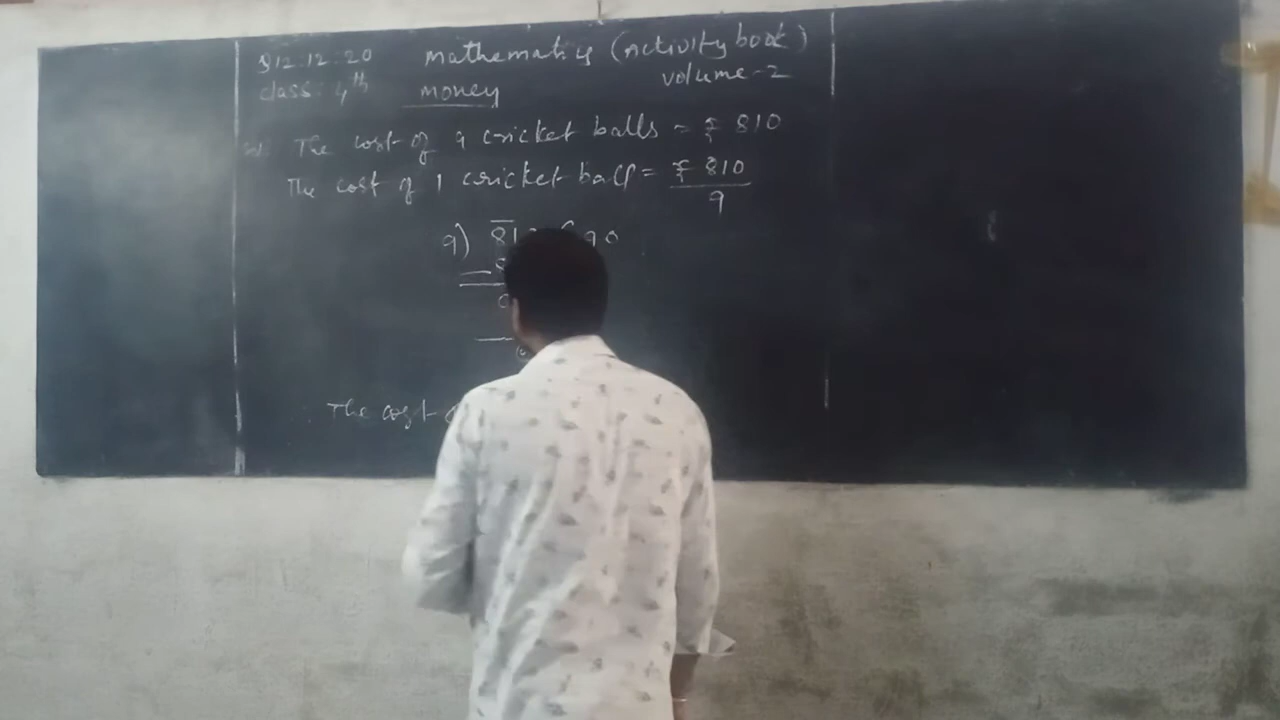 12.12.20 Mathematics (Activity book)
class: 4th money volume-2
The cost of 9 cricket balls = ₹ 810
The cost of 1 cricket ball = ₹ 810
9
9) 81 90
The cost